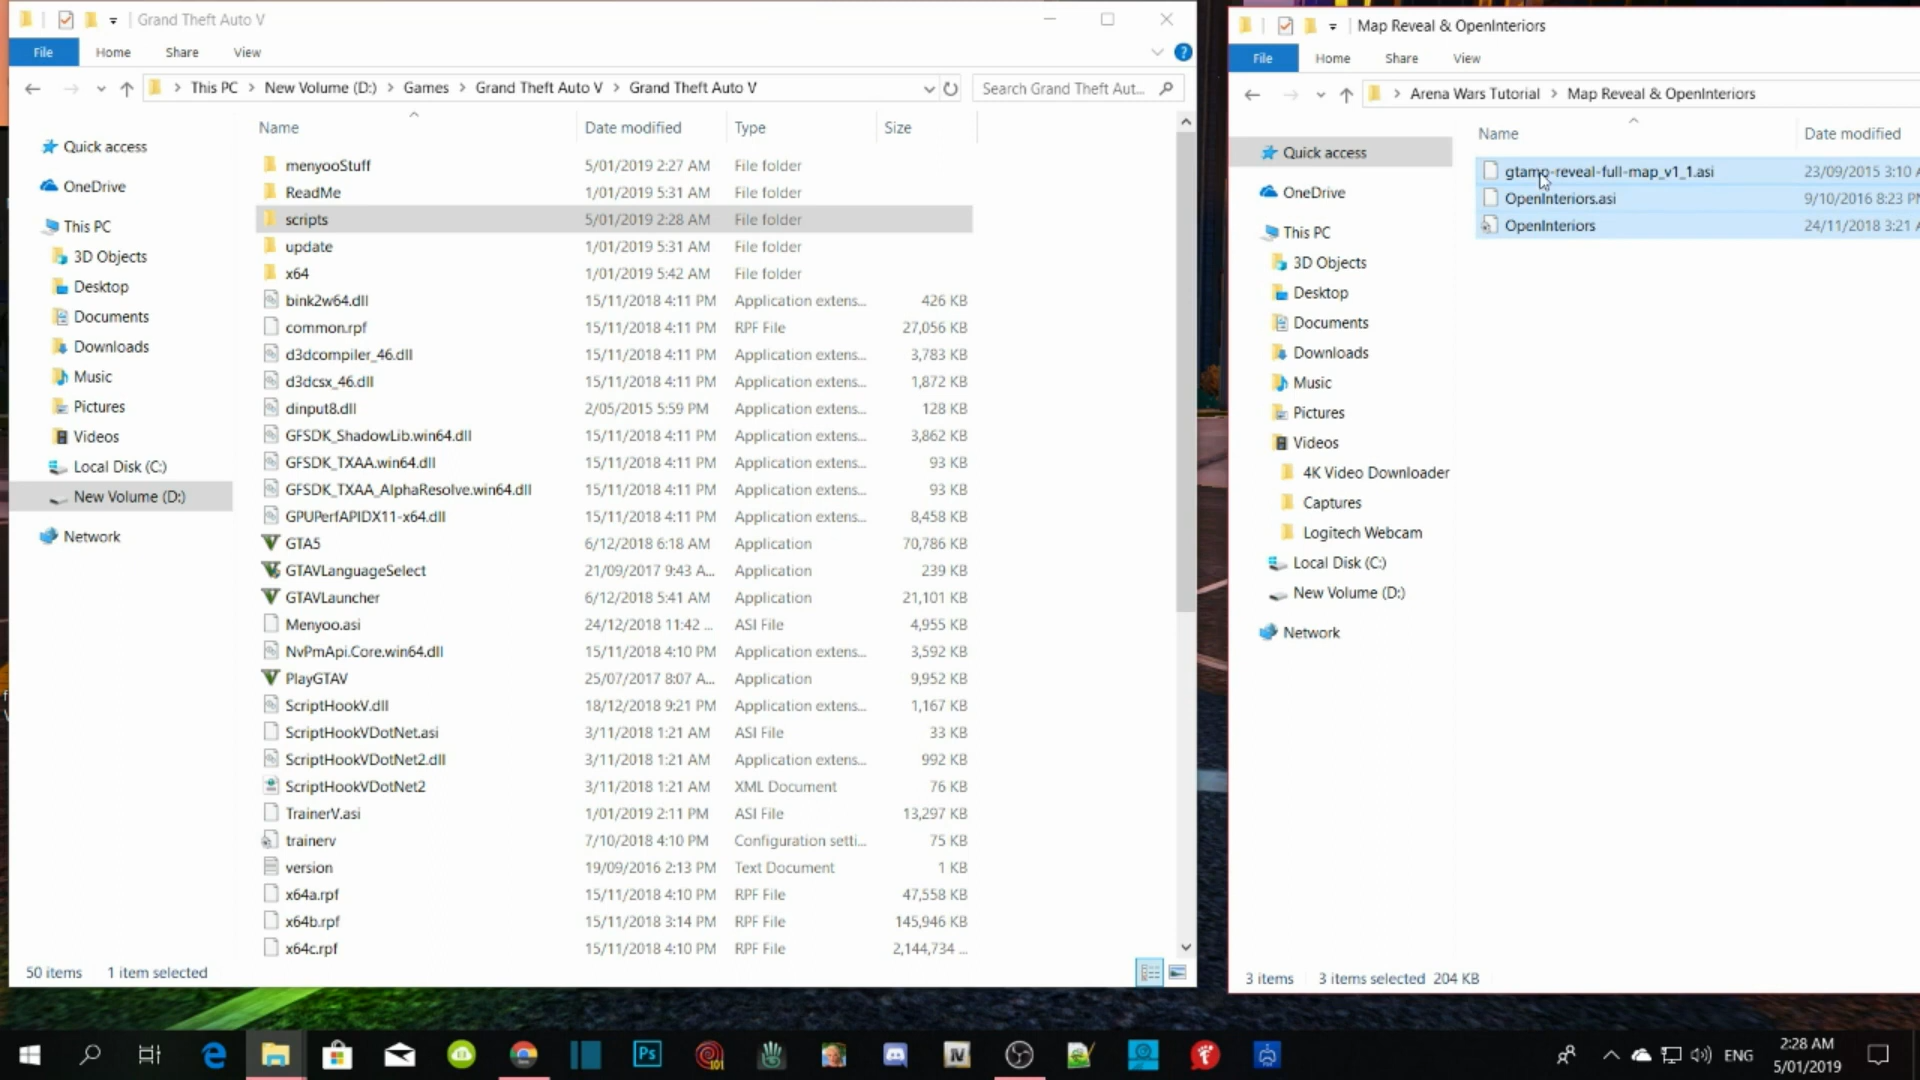 Grand Theft Auto V
File Home Share View
This PC > New Volume (D:) > Games > Grand Theft Auto V > Grand Theft Auto V
Search Grand Theft Aut...
Quick access
OneDrive
This PC
3D Objects
Desktop
Documents
Downloads
Music
Pictures
Videos
Local Disk (C:)
New Volume (D:)
Network
Name Date modified Type Size
menyooStuff 5/01/2019 2:27 AM File folder
ReadMe 1/01/2019 5:31 AM File folder
scripts 5/01/2019 2:28 AM File folder
update 1/01/2019 5:31 AM File folder
x64 1/01/2019 5:42 AM File folder
bink2w64.dll 15/11/2018 4:11 PM Application extens... 426 KB
common.rpf 15/11/2018 4:11 PM RPF File 27,056 KB
d3dcompiler_46.dll 15/11/2018 4:11 PM Application extens... 3,783 KB
d3dcsx_46.dll 15/11/2018 4:11 PM Application extens... 1,872 KB
dinput8.dll 2/05/2015 5:59 PM Application extens... 128 KB
GFSDK_ShadowLib.win64.dll 15/11/2018 4:11 PM Application extens... 3,862 KB
GFSDK_TXAA.win64.dll 15/11/2018 4:11 PM Application extens... 93 KB
GFSDK_TXAA_AlphaResolve.win64.dll 15/11/2018 4:11 PM Application extens... 93 KB
GPUPerfAPIDX11-x64.dll 15/11/2018 4:11 PM Application extens... 8,458 KB
GTA5 6/12/2018 6:18 AM Application 70,786 KB
GTAVLanguageSelect 21/09/2017 9:43 A... Application 239 KB
GTAVLauncher 6/12/2018 5:41 AM Application 21,101 KB
Menyoo.asi 24/12/2018 11:42 ... ASI File 4,955 KB
NvPmApi.Core.win64.dll 15/11/2018 4:10 PM Application extens... 3,592 KB
PlayGTAV 25/07/2017 8:07 A... Application 9,952 KB
ScriptHookV.dll 18/12/2018 9:21 PM Application extens... 1,167 KB
ScriptHookVDotNet.asi 3/11/2018 1:21 AM ASI File 33 KB
ScriptHookVDotNet2.dll 3/11/2018 1:21 AM Application extens... 992 KB
ScriptHookVDotNet2 3/11/2018 1:21 AM XML Document 76 KB
TrainerV.asi 1/01/2019 2:11 PM ASI File 13,297 KB
trainerv 7/10/2018 4:10 PM Configuration setti... 75 KB
version 19/09/2016 2:13 PM Text Document 1 KB
x64a.rpf 15/11/2018 4:10 PM RPF File 47,558 KB
x64b.rpf 15/11/2018 3:14 PM RPF File 145,946 KB
x64c.rpf 15/11/2018 4:10 PM RPF File 2,144,734 ...
50 items 1 item selected
Map Reveal & OpenInteriors
File Home Share View
Arena Wars Tutorial > Map Reveal & OpenInteriors
Quick access
OneDrive
This PC
3D Objects
Desktop
Documents
Downloads
Music
Pictures
Videos
4K Video Downloader
Captures
Logitech Webcam
Local Disk (C:)
New Volume (D:)
Network
Name Date modified
gtamp-reveal-full-map_v1_1.asi 23/09/2015 3:10
OpenInteriors.asi 9/10/2016 8:23
OpenInteriors 24/11/2018 3:21
3 items 3 items selected 204 KB
Ps
101
IV
ENG
2:28 AM
5/01/2019